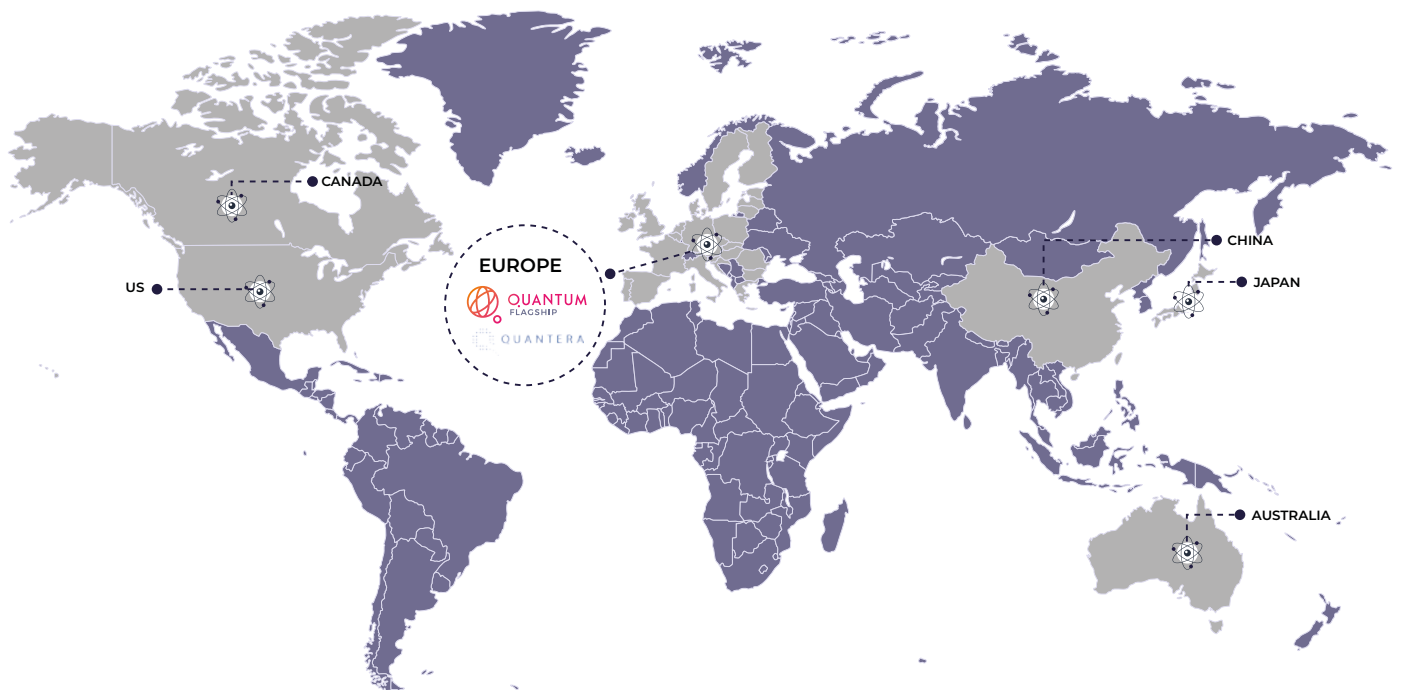 CANADA
US
EUROPE
QUANTUM
FLAGSHIP
QUANTERA
CHINA
JAPAN
AUSTRALIA